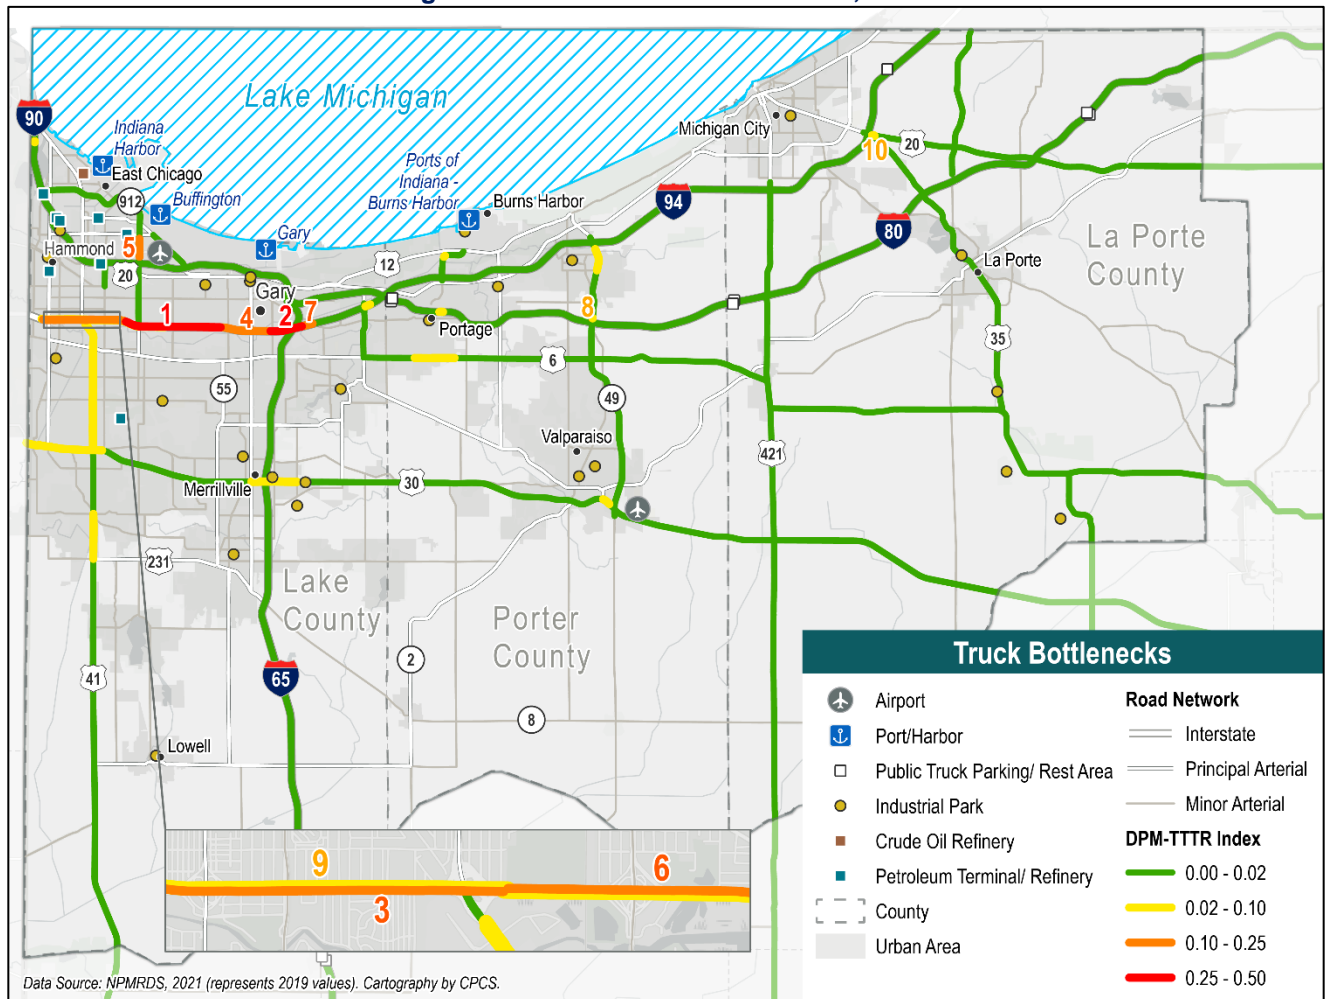 Lake Michigan
90
Indiana
Harbor
East Chicago
912
Buffington
Hammond
5
20
Gary
Gary
12
Ports of
Indiana -
Burns Harbor
Burns Harbor
94
Michigan City
10
20
80
La Porte
La Porte
County
1
4
2
7
Portage
8
6
35
55
49
Valparaiso
421
Merrillville
30
231
Lake
County
Porter
County
41
65
2
8
Lowell
9
3
6
Truck Bottlenecks
Airport
Port/Harbor
Public Truck Parking/ Rest Area
Industrial Park
Crude Oil Refinery
Petroleum Terminal/ Refinery
County
Urban Area
Road Network
Interstate
Principal Arterial
Minor Arterial
DPM-TTTR Index
0.00 - 0.02
0.02 - 0.10
0.10 - 0.25
0.25 - 0.50
Data Source: NPMRDS, 2021 (represents 2019 values). Cartography by CPCS.